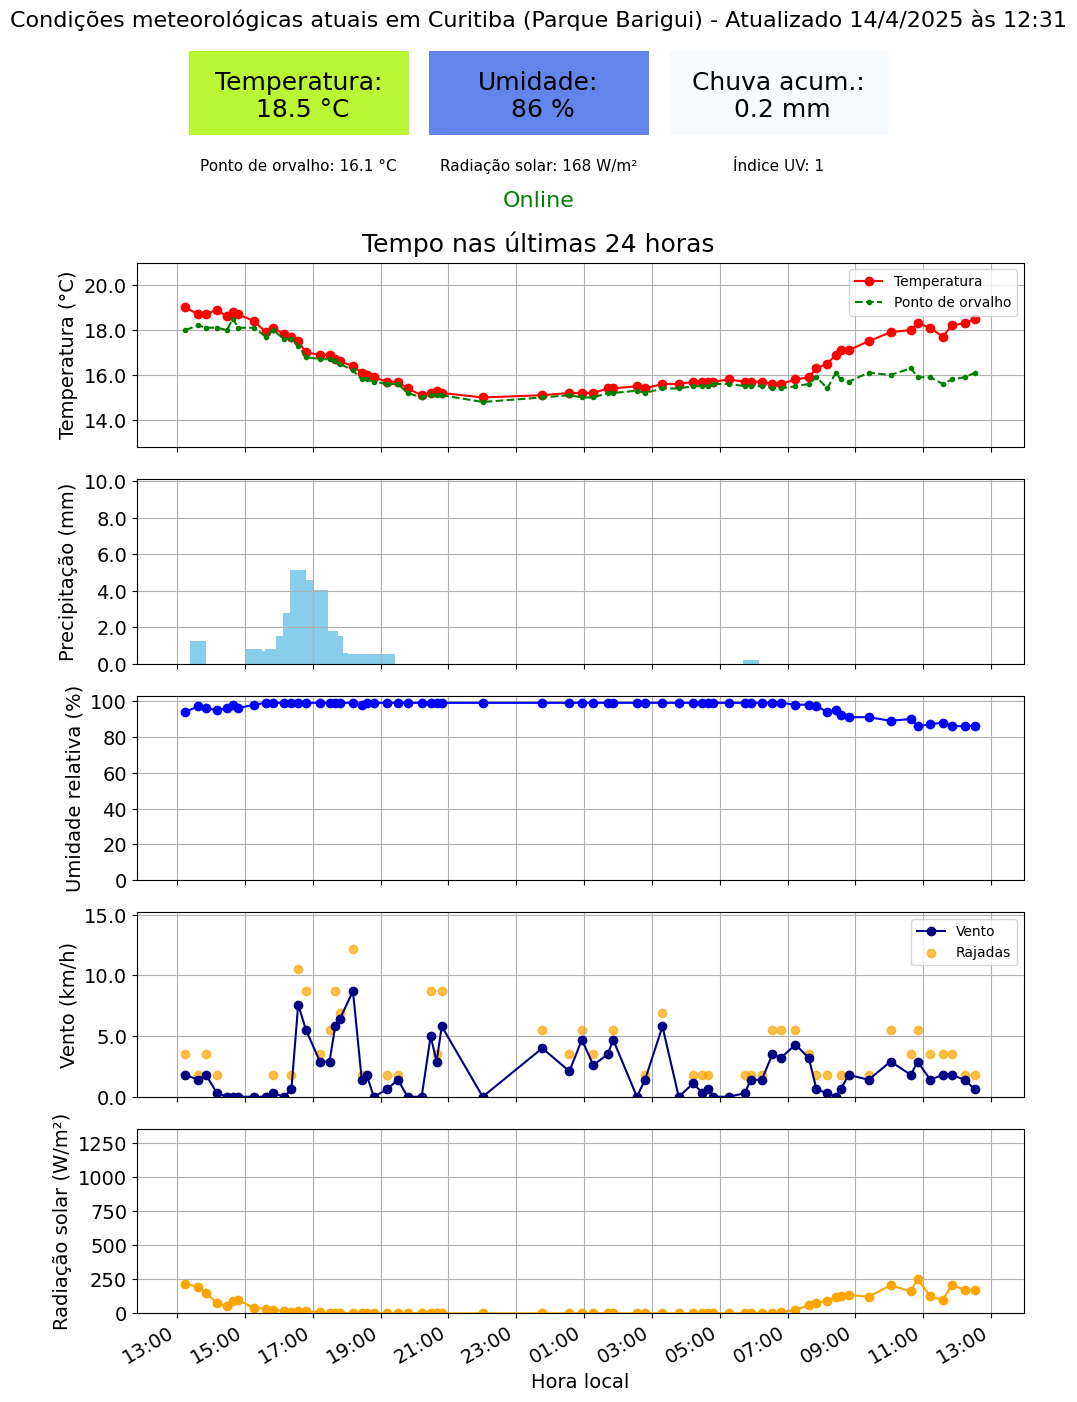 Condições meteorológicas atuais em Curitiba (Parque Barigui) - Atualizado 14/4/2025 às 12:31
Temperatura:
18.5 °C
Umidade:
86 %
Chuva acum.:
0.2 mm
Ponto de orvalho: 16.1 °C
Radiação solar: 168 W/m²
Índice UV: 1
Online
Tempo nas últimas 24 horas
Temperatura (°C)
20.0
18.0
16.0
14.0
Temperatura
Ponto de orvalho
Precipitação (mm)
10.0
8.0
6.0
4.0
2.0
0.0
Umidade relativa (%)
100
80
60
40
20
0
Vento (km/h)
15.0
10.0
5.0
0.0
Vento
Rajadas
Radiação solar (W/m²)
1250
1000
750
500
250
0
13:00
15:00
17:00
19:00
21:00
23:00
01:00
03:00
05:00
07:00
09:00
11:00
13:00
Hora local